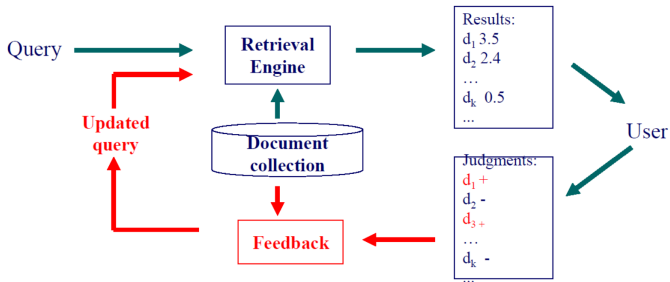 Query
Retrieval
Engine
Results:
d1 3.5
d2 2.4
…
dk 0.5
...
User
Updated
query
Document
collection
Judgments:
d1 +
d2 -
d3 +
…
dk -
...
Feedback